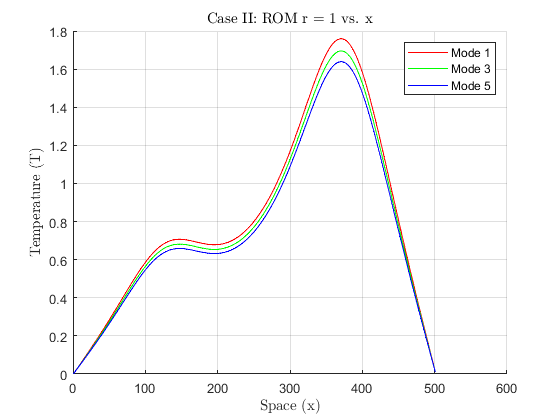 Case II: ROM r = 1 vs. x
Mode 1
Mode 3
Mode 5
Temperature (T)
1.8
1.6
1.4
1.2
1
0.8
0.6
0.4
0.2
0
0 100 200 300 400 500 600
Space (x)